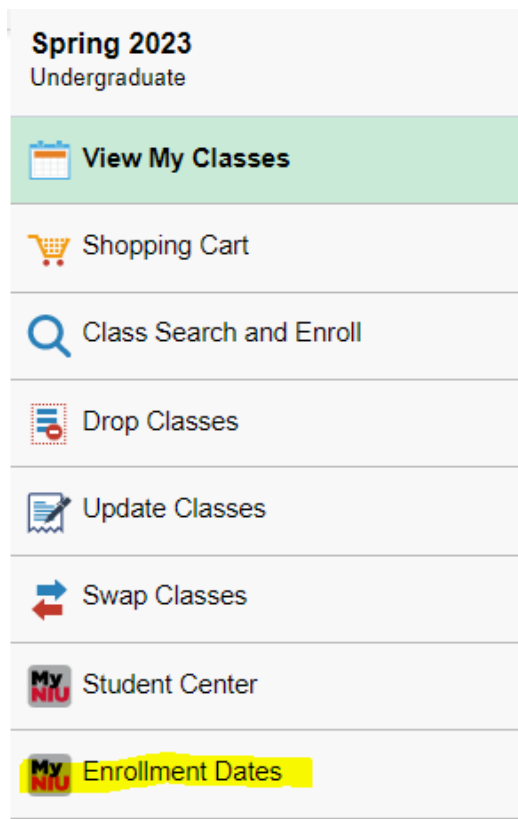 Spring 2023
Undergraduate
View My Classes
Shopping Cart
Class Search and Enroll
Drop Classes
Update Classes
Swap Classes
My NIU Student Center
My NIU Enrollment Dates